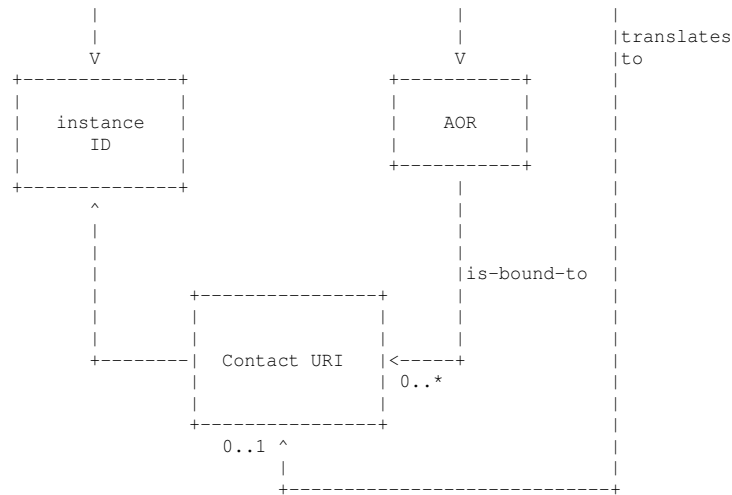 translates
to
V V
instance AOR
ID
^
is-bound-to
Contact URI <
0..*
0..1 ^